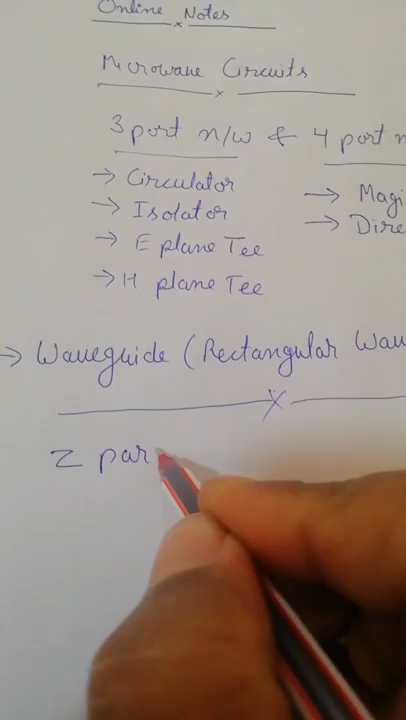 Online Notes
Microwave Circuits
3 port n/w & 4 port n
→ Circulator
→ Isolator
→ E plane Tee
→ H plane Tee
→ Magi
→ Dire
→ Waveguide (Rectangular Wav
Z par